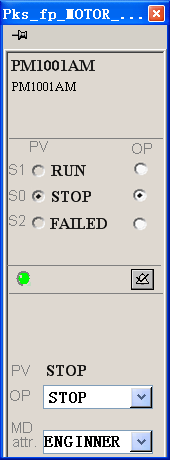 Pks_fp_MOTOR_...
PM1001AM
PM1001AM
PV OP
S1 RUN
S0 STOP
S2 FAILED
PV STOP
OP STOP
MD
attr. ENGINNER